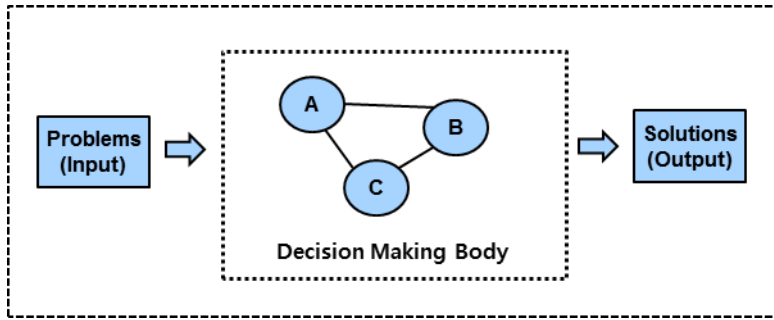 Problems
(Input)
A
B
C
Decision Making Body
Solutions
(Output)